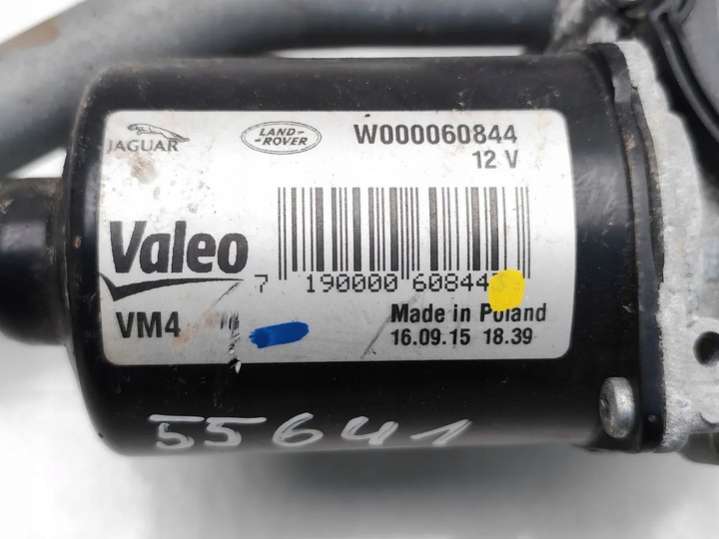 JAGUAR
LAND-
-ROVER
W000060844
12 V
Valeo
7 190000 60844
VM4
Made in Poland
16.09.15 18.39
55641